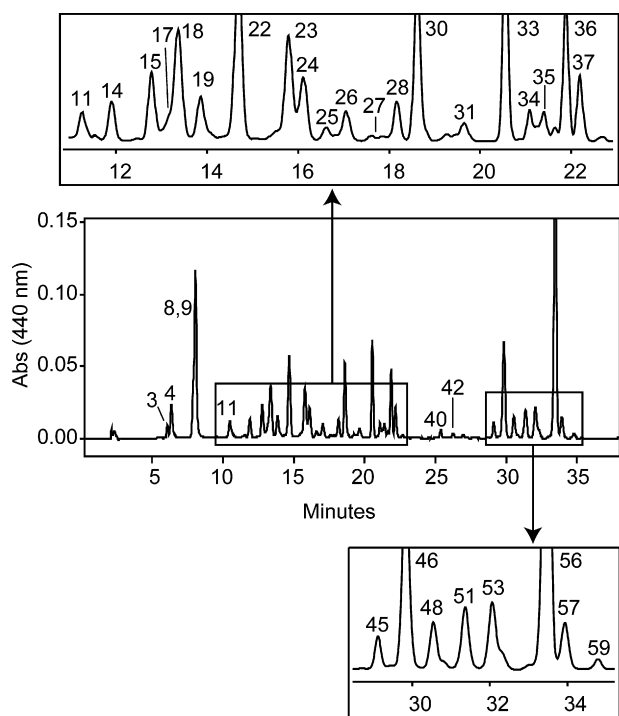 11 14 15 17 18 19 22 23 24 25 26 27 28 30 31 33 34 35 36 37
12 14 16 18 20 22
Abs (440 nm)
0.15
0.10
0.05
0.00
3 4 8,9 11 40 42
5 10 15 20 25 30 35
Minutes
45 46 48 51 53 56 57 59
30 32 34